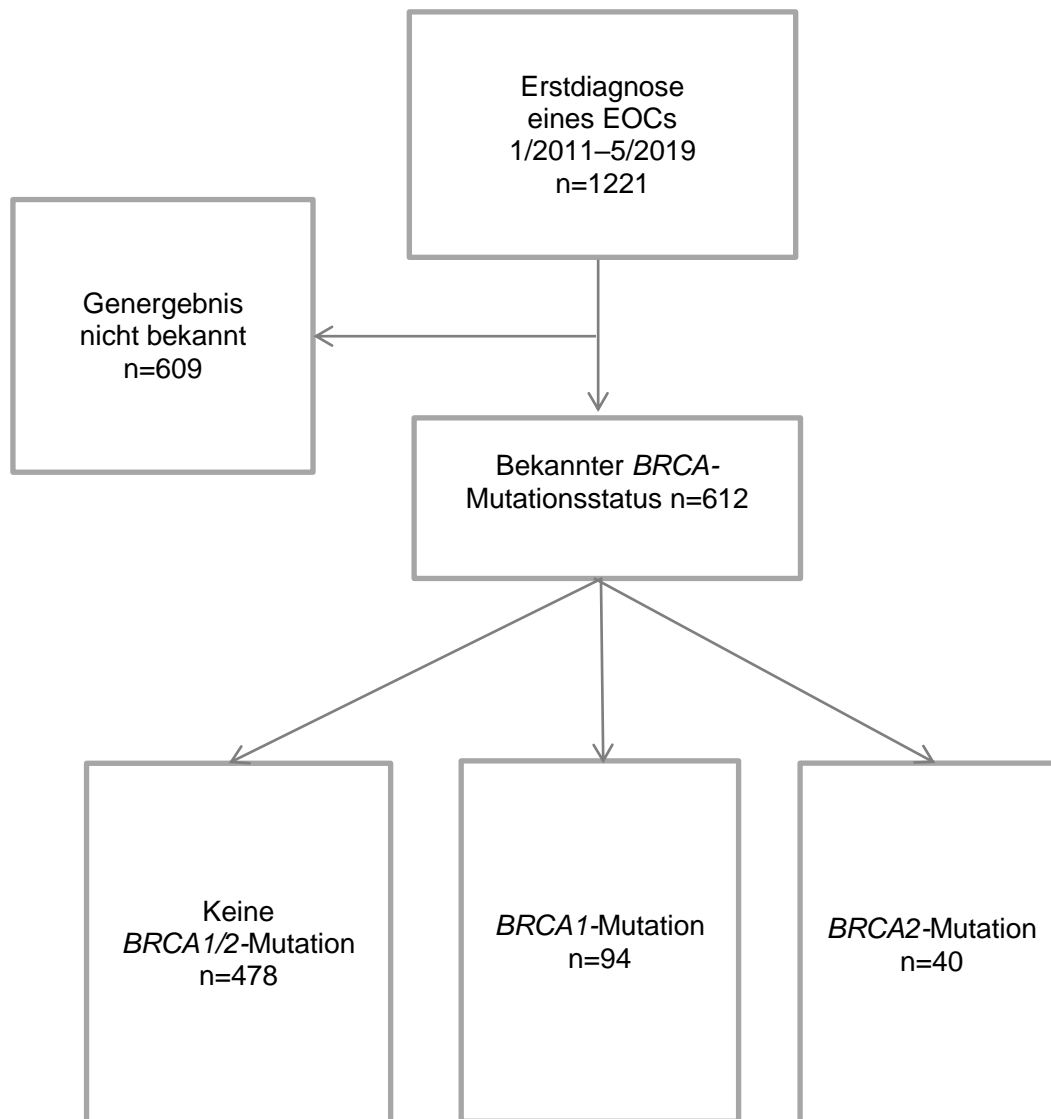 Erstdiagnose
eines EOCs
1/2011–5/2019
n=1221
Genergebnis
nicht bekannt
n=609
Bekannter BRCA-
Mutationsstatus n=612
Keine
BRCA1/2-Mutation
n=478
BRCA1-Mutation
n=94
BRCA2-Mutation
n=40